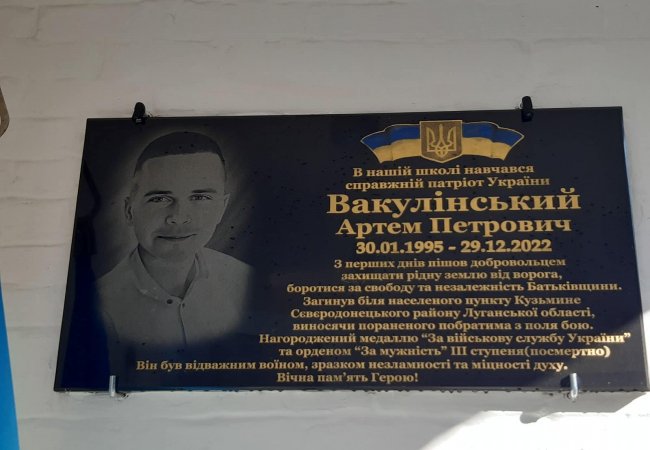 В нашій школі навчався
справжній патріот України
Вакулінський
Артем Петрович
30.01.1995 - 29.12.2022
З перших днів пішов добровольцем
захищати рідну землю від ворога,
боротися за свободу та незалежність Батьківщини.
Загинув біля населеного пункту Кузьмине
Сєвєродонецького району Луганської області,
виносячи пораненого побратима з поля бою.
Нагороджений медаллю "За військову службу України"
та орденом "За мужність" III ступеня(посмертно)
Він був відважним воїном, зразком незламності та міцності духу.
Вічна пам'ять Герою!